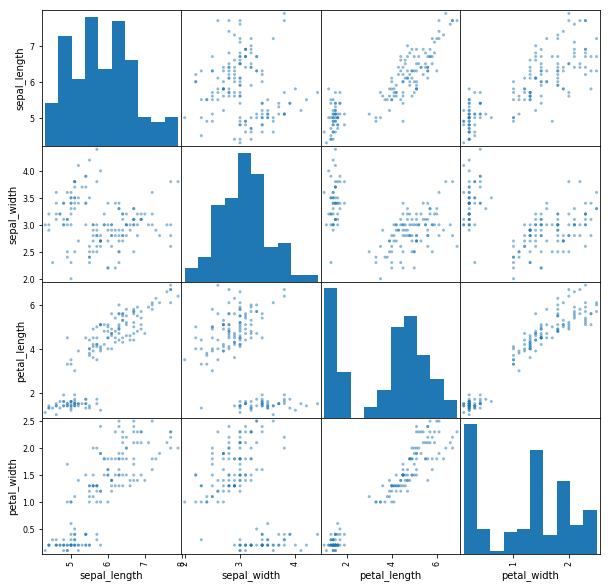 sepal_length
7
6
5
sepal_width
4.0
3.5
3.0
2.5
2.0
petal_length
6
4
2
petal_width
2.5
2.0
1.5
1.0
0.5
5 6 7 8 2 3 4 2 4 6 1 2
sepal_length sepal_width petal_length petal_width